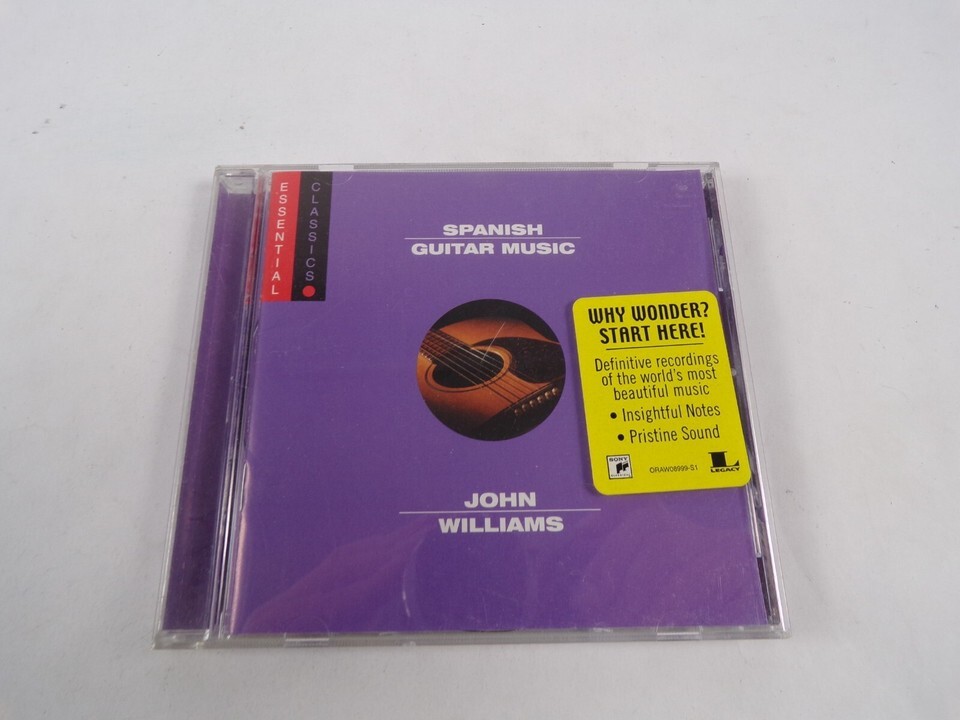 ESSENTIAL
CLASSICS
SPANISH
GUITAR MUSIC
WHY WONDER?
START HERE!
Definitive recordings
of the world's most
beautiful music
• Insightful Notes
• Pristine Sound
SONY
ORAW08999-S1
L
LEGACY
JOHN
WILLIAMS